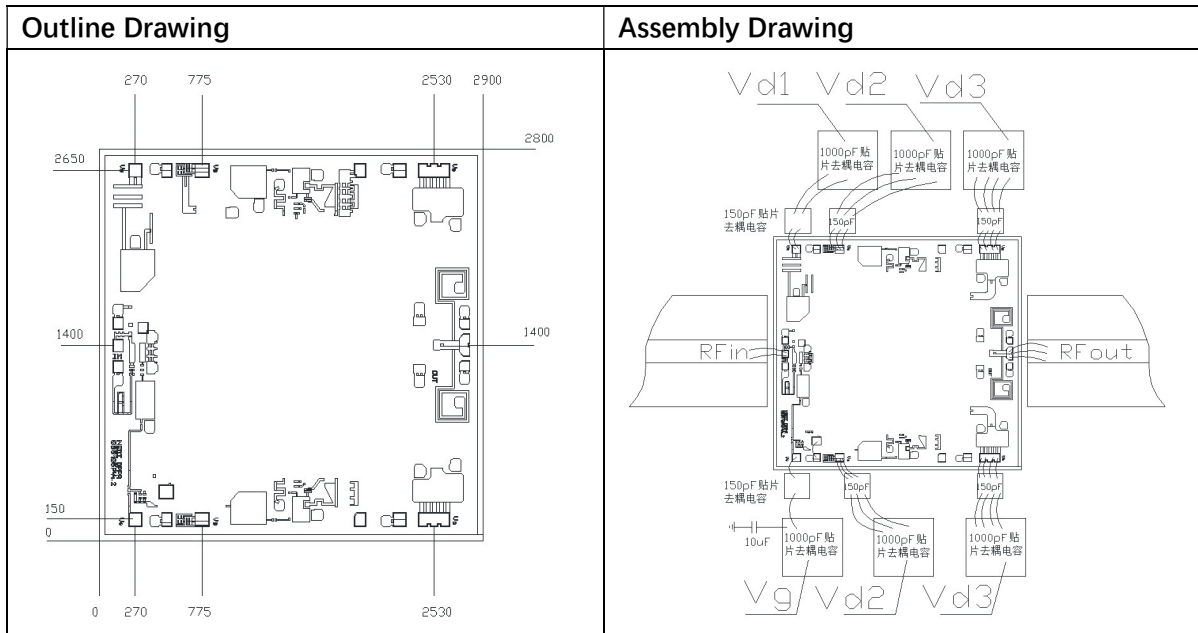 Outline Drawing
270
775
2530
2900
2800
2650
1400
1400
IN
OUT
150
0
0
270
775
2530
Assembly Drawing
Vd1
Vd2
Vd3
1000pF贴
片去耦电容
1000pF贴
片去耦电容
1000pF贴
片去耦电容
150pF贴片
去耦电容
150pF
150pF
RFin
RFout
OUT
150pF贴片
去耦电容
150pF
150pF
10uF
1000pF贴
片去耦电容
1000pF贴
片去耦电容
1000pF贴
片去耦电容
Vg
Vd2
Vd3